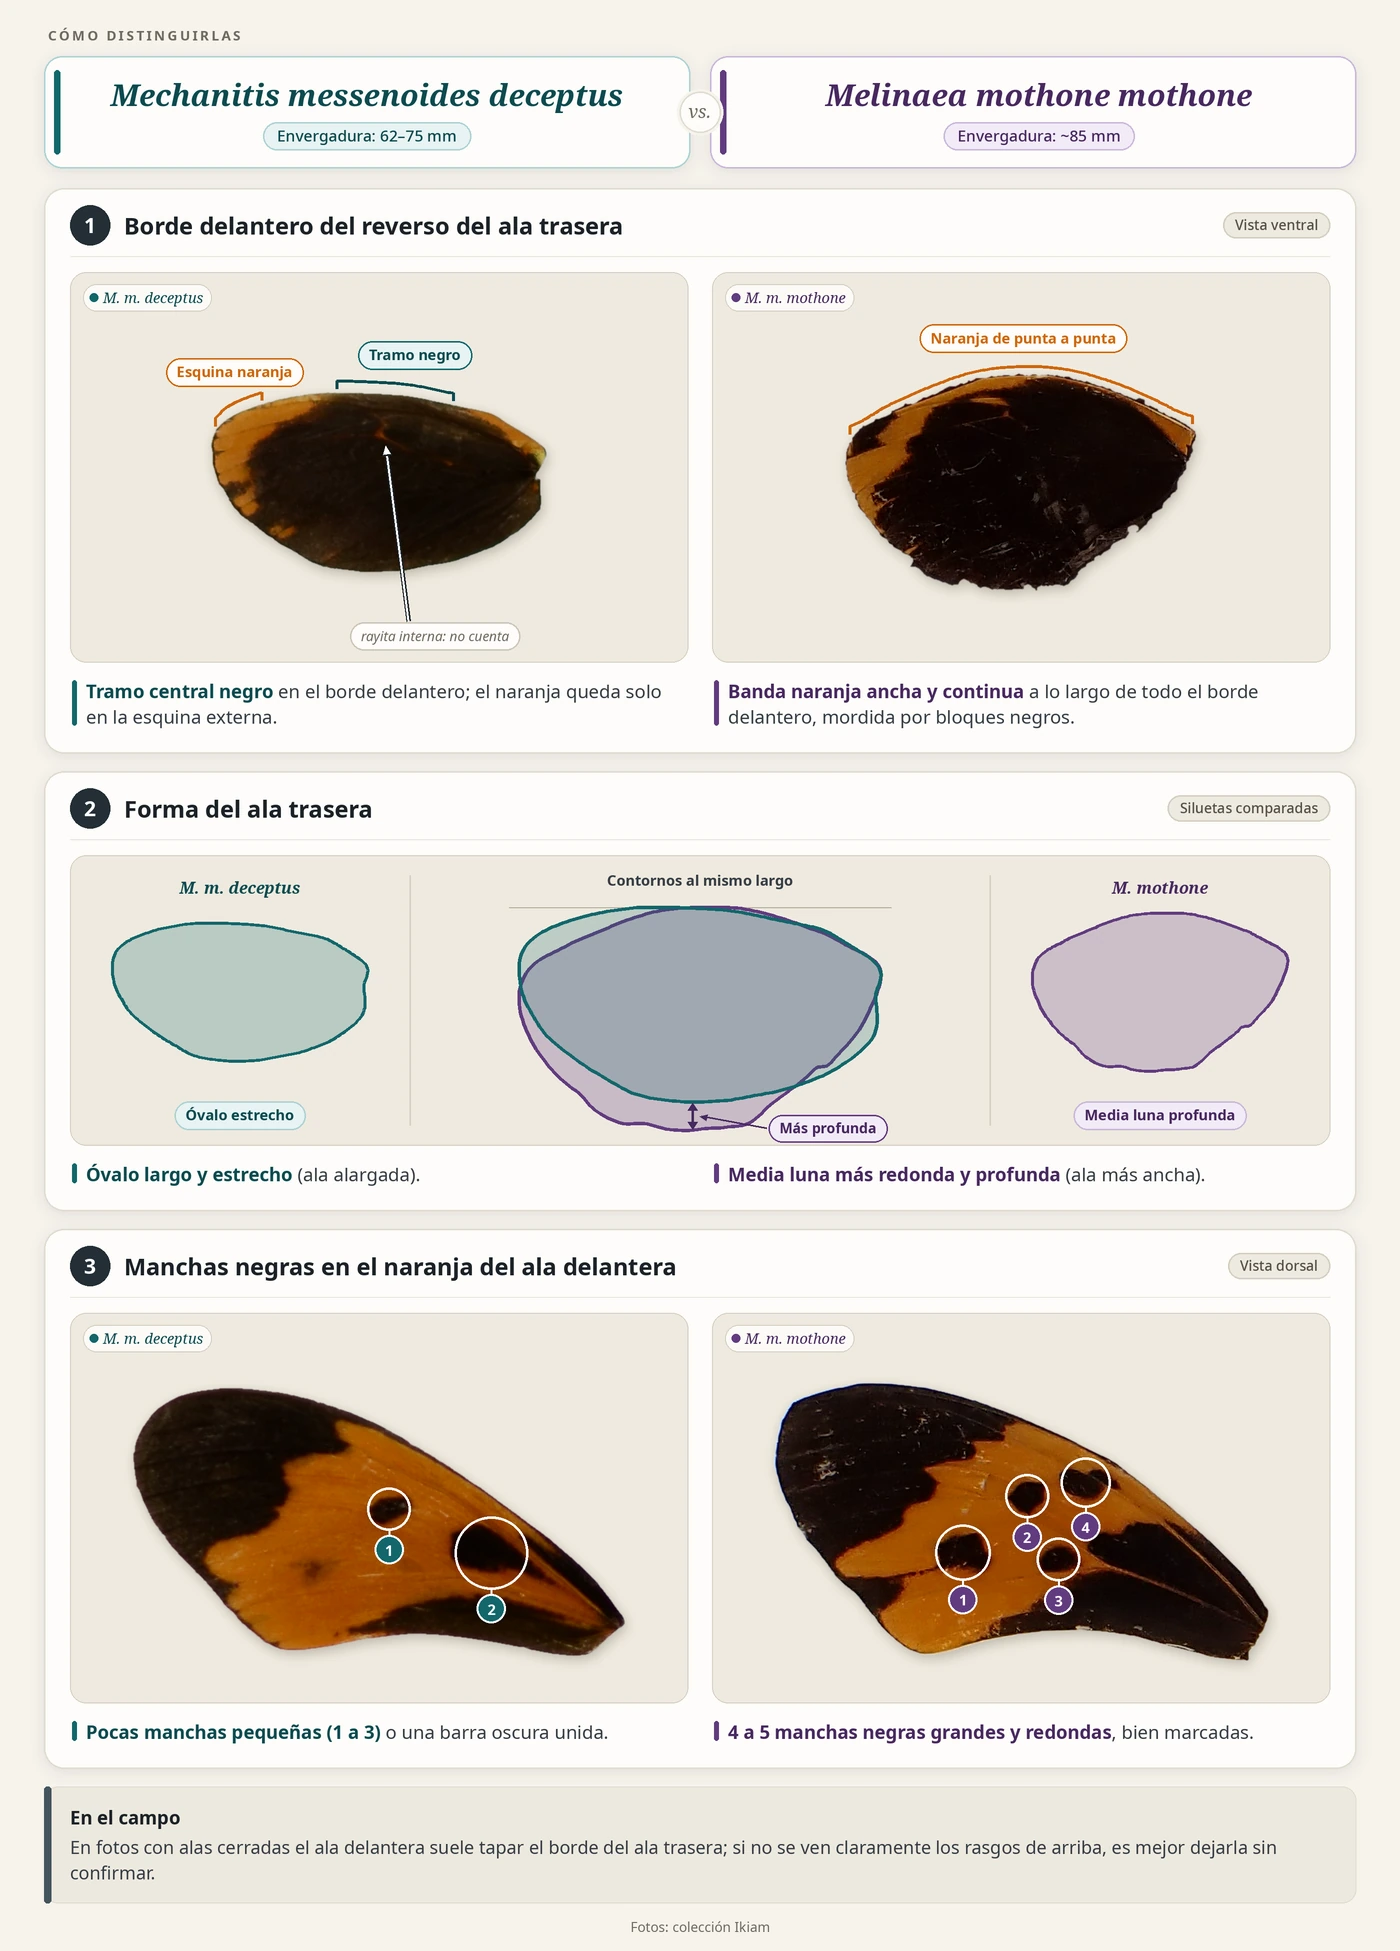 CÓMO DISTINGUIRLAS
Mechanitis messenoides deceptus
Envergadura: 62–75 mm
vs.
Melinaea mothone mothone
Envergadura: ~85 mm
1 Borde delantero del reverso del ala trasera
Vista ventral
M. m. deceptus
Esquina naranja
Tramo negro
rayita interna: no cuenta
M. m. mothone
Naranja de punta a punta
Tramo central negro en el borde delantero; el naranja queda solo
en la esquina externa.
Banda naranja ancha y continua a lo largo de todo el borde
delantero, mordida por bloques negros.
2 Forma del ala trasera
Siluetas comparadas
M. m. deceptus
Óvalo estrecho
Contornos al mismo largo
Más profunda
M. mothone
Media luna profunda
Óvalo largo y estrecho (ala alargada).
Media luna más redonda y profunda (ala más ancha).
3 Manchas negras en el naranja del ala delantera
Vista dorsal
M. m. deceptus
1
2
M. m. mothone
1
2
3
4
Pocas manchas pequeñas (1 a 3) o una barra oscura unida.
4 a 5 manchas negras grandes y redondas, bien marcadas.
En el campo
En fotos con alas cerradas el ala delantera suele tapar el borde del ala trasera; si no se ven claramente los rasgos de arriba, es mejor dejarla sin
confirmar.
Fotos: colección Ikiam